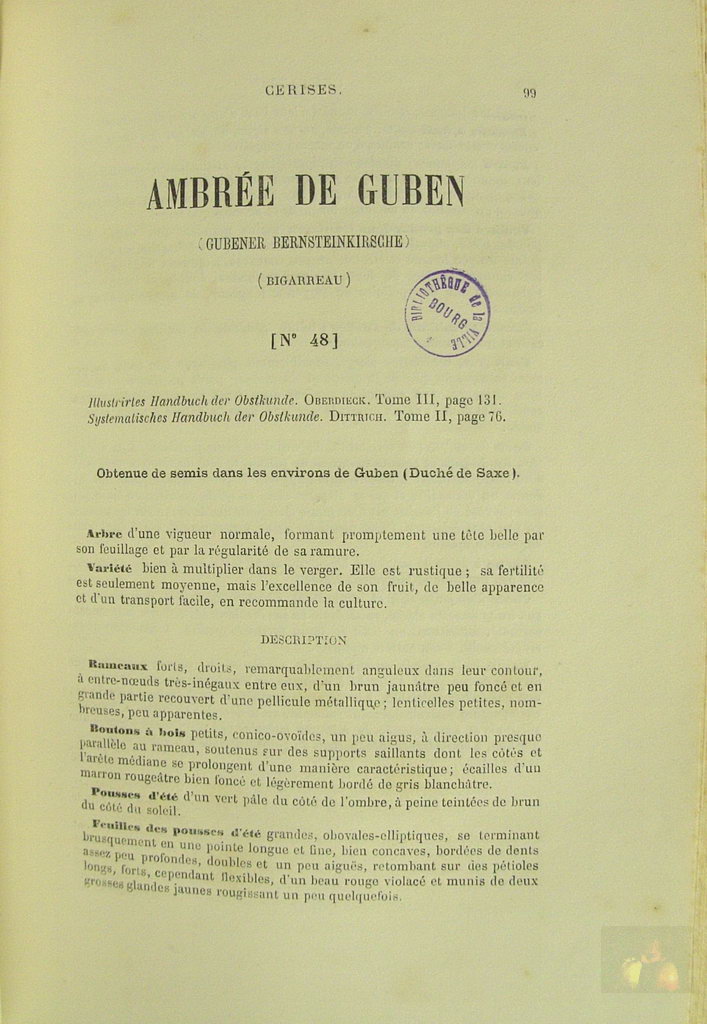 CERISES.
99
AMBRÉE DE GUBEN
(GUBENER BERNSTEINKIRSCHE)
(BIGARREAU)
BIBLIOTHÈQUE de la VILLE
BOURG
[N° 48]
Illustrirtes Handbuch der Obstkunde. OBERDIECK. Tome III, page 131.
Systematisches Handbuch der Obstkunde. DITTRICH. Tome II, page 76.
Obtenue de semis dans les environs de Guben (Duché de Saxe).
Arbre d'une vigueur normale, formant promptement une tête belle par
son feuillage et par la régularité de sa ramure.
Variété bien à multiplier dans le verger. Elle est rustique ; sa fertilité
est seulement moyenne, mais l'excellence de son fruit, de belle apparence
et d'un transport facile, en recommande la culture.
DESCRIPTION
Rameaux forts, droits, remarquablement anguleux dans leur contour,
à entre-nœuds très-inégaux entre eux, d'un brun jaunâtre peu foncé et en
grande partie recouvert d'une pellicule métallique ; lenticelles petites, nom-
breuses, peu apparentes.
Boutons à bois petits, conico-ovoïdes, un peu aigus, à direction presque
parallèle au rameau, soutenus sur des supports saillants dont les côtés et
l'arête médiane se prolongent d'une manière caractéristique ; écailles d'un
marron rougeâtre bien foncé et légèrement bordé de gris blanchâtre.
Pousses d'été d'un vert pâle du côté de l'ombre, à peine teintées de brun
du côté du soleil.
Feuilles des pousses d'été grandes, obovales-elliptiques, se terminant
brusquement en une pointe longue et fine, bien concaves, bordées de dents
assez peu profondes, doubles et un peu aiguës, retombant sur des pétioles
longs, forts, cependant flexibles, d'un beau rouge violacé et munis de deux
grosses glandes jaunes rougissant un peu quelquefois.